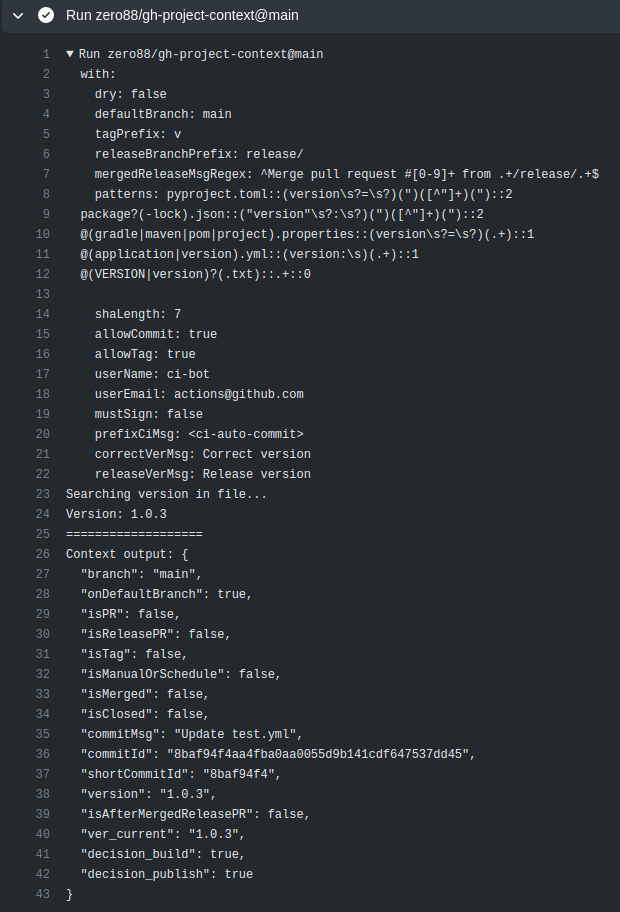 Run zero88/gh-project-context@main
1 ▼ Run zero88/gh-project-context@main
2 with:
3 dry: false
4 defaultBranch: main
5 tagPrefix: v
6 releaseBranchPrefix: release/
7 mergedReleaseMsgRegex: ^Merge pull request #[0-9]+ from .+/release/.+$
8 patterns: pyproject.toml::(version\s?=\s?)(")([^"]+)(")::2
9 package?(-lock).json::("version"\s?:\s?)(")([^"]+)(")::2
10 @(gradle|maven|pom|project).properties::(version\s?=\s?)(.+)::1
11 @(application|version).yml::(version:\s)(.+)::1
12 @(VERSION|version)?(.txt)::.+::0
13
14 shaLength: 7
15 allowCommit: true
16 allowTag: true
17 userName: ci-bot
18 userEmail: actions@github.com
19 mustSign: false
20 prefixCiMsg: <ci-auto-commit>
21 correctVerMsg: Correct version
22 releaseVerMsg: Release version
23 Searching version in file...
24 Version: 1.0.3
25 ===================
26 Context output: {
27 "branch": "main",
28 "onDefaultBranch": true,
29 "isPR": false,
30 "isReleasePR": false,
31 "isTag": false,
32 "isManualOrSchedule": false,
33 "isMerged": false,
34 "isClosed": false,
35 "commitMsg": "Update test.yml",
36 "commitId": "8baf94f4aa4fba0aa0055d9b141cdf647537dd45",
37 "shortCommitId": "8baf94f4",
38 "version": "1.0.3",
39 "isAfterMergedReleasePR": false,
40 "ver_current": "1.0.3",
41 "decision_build": true,
42 "decision_publish": true
43 }